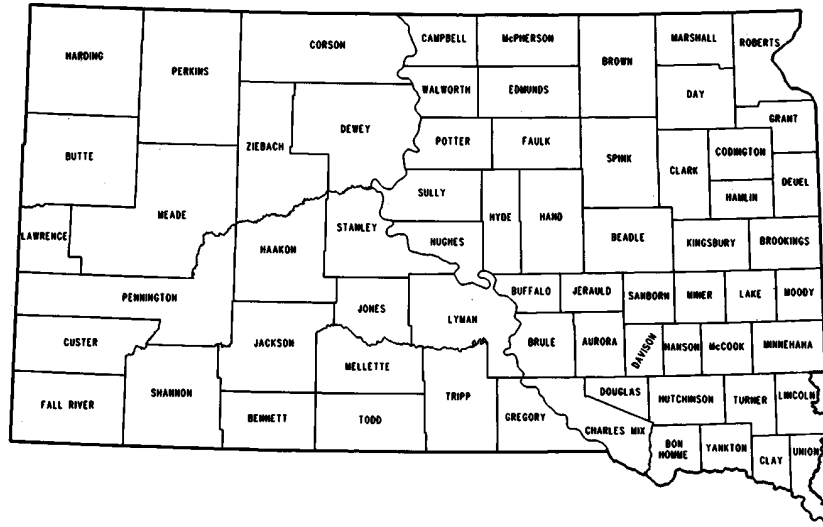 HARDING
PERKINS
CORSON
CAMPBELL
McPHERSON
BROWN
MARSHALL
ROBERTS
WALWORTH
EDMUNDS
DAY
GRANT
BUTTE
ZIEBACH
DEWEY
POTTER
FAULK
SPINK
CLARK
CODINGTON
DEUEL
HAMLIN
MEADE
SULLY
HYDE
HAND
LAWRENCE
HAAKON
STANLEY
HUGHES
BEADLE
KINGSBURY
BROOKINGS
PENNINGTON
JONES
LYMAN
BUFFALO
JERAULD
SANBORN
MINER
LAKE
MOODY
CUSTER
JACKSON
BRULE
AURORA
DAVISON
HANSON
McCOOK
MINNEHAHA
MELLETTE
FALL RIVER
SHANNON
BENNETT
TODD
TRIPP
GREGORY
DOUGLAS
CHARLES MIX
HUTCHINSON
TURNER
LINCOLN
BON
HOMME
YANKTON
CLAY
UNION